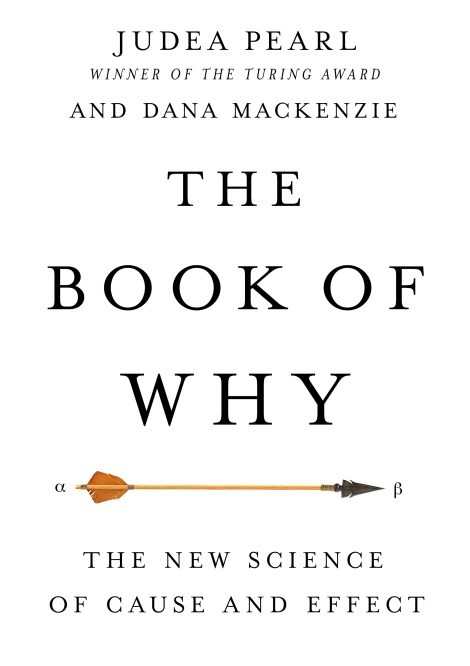 JUDEA PEARL
WINNER OF THE TURING AWARD
AND DANA MACKENZIE
THE
BOOK OF
WHY
α β
THE NEW SCIENCE
OF CAUSE AND EFFECT